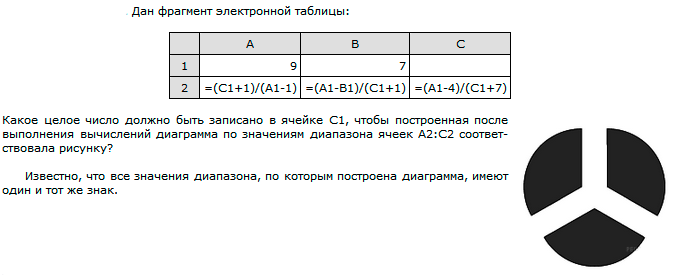 Дан фрагмент электронной таблицы:
A B C
1 9 7
2 =(C1+1)/(A1-1) =(A1-B1)/(C1+1) =(A1-4)/(C1+7)
Какое целое число должно быть записано в ячейке C1, чтобы построенная после
выполнения вычислений диаграмма по значениям диапазона ячеек A2:C2 соответ-
ствовала рисунку?
Известно, что все значения диапазона, по которым построена диаграмма, имеют
один и тот же знак.